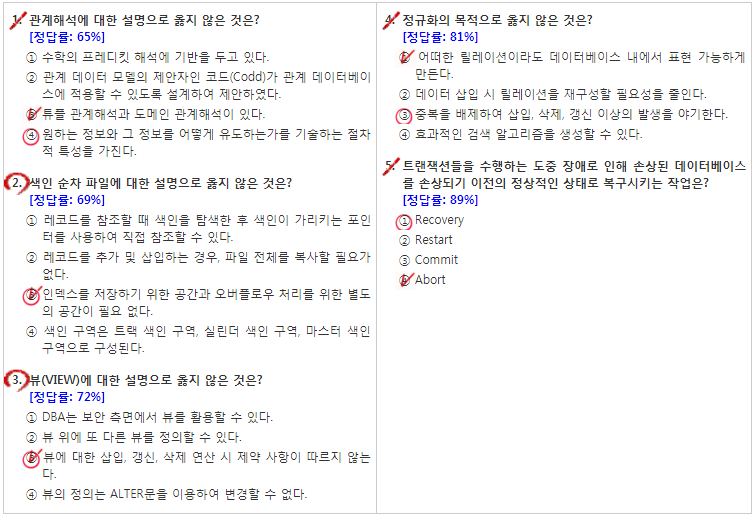 1. 관계해석에 대한 설명으로 옳지 않은 것은?
[정답률: 65%]
① 수학의 프레디킷 해석에 기반을 두고 있다.
② 관계 데이터 모델의 제안자인 코드(Codd)가 관계 데이터베이
스에 적용할 수 있도록 설계하여 제안하였다.
③ 튜플 관계해석과 도메인 관계해석이 있다.
④ 원하는 정보와 그 정보를 어떻게 유도하는가를 기술하는 절차
적 특성을 가진다.
2. 색인 순차 파일에 대한 설명으로 옳지 않은 것은?
[정답률: 69%]
① 레코드를 참조할 때 색인을 탐색한 후 색인이 가리키는 포인
터를 사용하여 직접 참조할 수 있다.
② 레코드를 추가 및 삽입하는 경우, 파일 전체를 복사할 필요가
없다.
③ 인덱스를 저장하기 위한 공간과 오버플로우 처리를 위한 별도
의 공간이 필요 없다.
④ 색인 구역은 트랙 색인 구역, 실린더 색인 구역, 마스터 색인
구역으로 구성된다.
3. 뷰(VIEW)에 대한 설명으로 옳지 않은 것은?
[정답률: 72%]
① DBA는 보안 측면에서 뷰를 활용할 수 있다.
② 뷰 위에 또 다른 뷰를 정의할 수 있다.
③ 뷰에 대한 삽입, 갱신, 삭제 연산 시 제약 사항이 따르지 않는
다.
④ 뷰의 정의는 ALTER문을 이용하여 변경할 수 없다.
4. 정규화의 목적으로 옳지 않은 것은?
[정답률: 81%]
① 어떠한 릴레이션이라도 데이터베이스 내에서 표현 가능하게
만든다.
② 데이터 삽입 시 릴레이션을 재구성할 필요성을 줄인다.
③ 중복을 배제하여 삽입, 삭제, 갱신 이상의 발생을 야기한다.
④ 효과적인 검색 알고리즘을 생성할 수 있다.
5. 트랜잭션들을 수행하는 도중 장애로 인해 손상된 데이터베이스
를 손상되기 이전의 정상적인 상태로 복구시키는 작업은?
[정답률: 89%]
① Recovery
② Restart
③ Commit
④ Abort